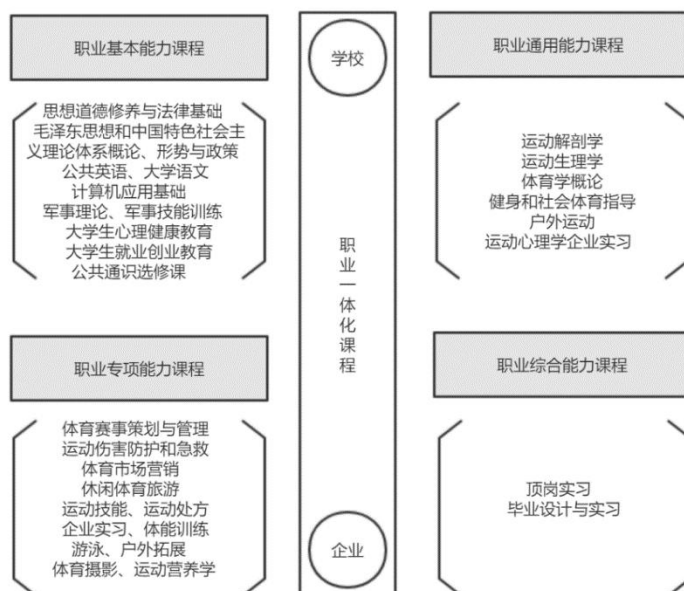 职业基本能力课程
思想道德修养与法律基础
毛泽东思想和中国特色社会主
义理论体系概论、形势与政策
公共英语、大学语文
计算机应用基础
军事理论、军事技能训练
大学生心理健康教育
大学生就业创业教育
公共通识选修课
学校
职业一体化课程
企业
职业通用能力课程
运动解剖学
运动生理学
体育学概论
健身和社会体育指导
户外运动
运动心理学企业实习
职业专项能力课程
体育赛事策划与管理
运动伤害防护和急救
体育市场营销
休闲体育旅游
运动技能、运动处方
企业实习、体能训练
游泳、户外拓展
体育摄影、运动营养学
职业综合能力课程
顶岗实习
毕业设计与实习